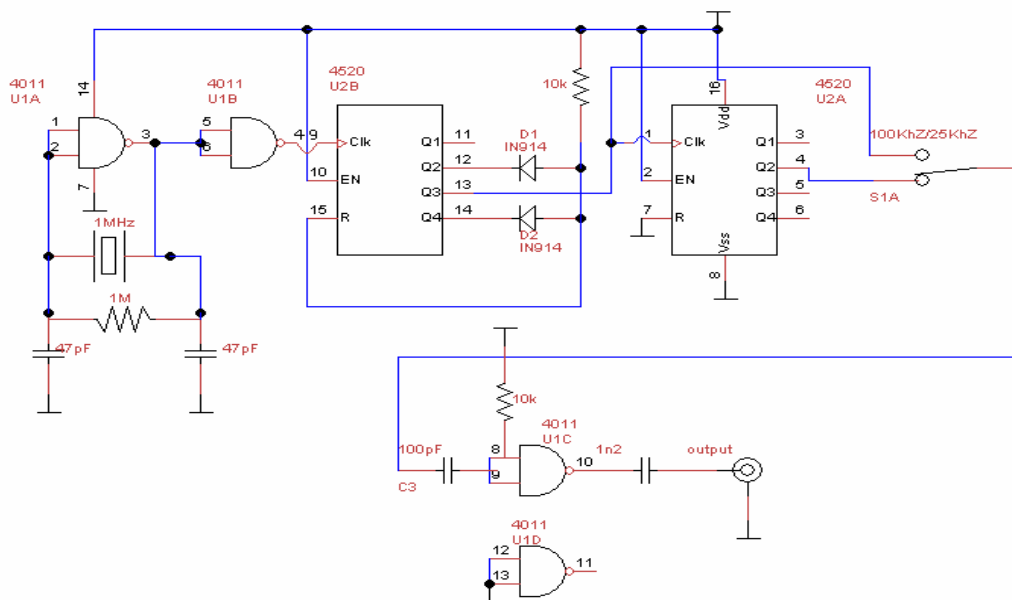 4011
U1A
14
1
2
3
7
4011
U1B
5
6
4
4520
U2B
9
Clk
10
EN
15
R
Q1
11
Q2
12
Q3
13
Q4
14
D1
IN914
D2
IN914
10k
4520
U2A
16
Vdd
1
Clk
2
EN
7
R
Q1
3
Q2
4
Q3
5
Q4
6
Vss
8
100KhZ/25KhZ
S1A
1MHz
1M
47pF
47pF
10k
4011
U1C
100pF
C3
8
9
10
1n2
output
4011
U1D
12
13
11